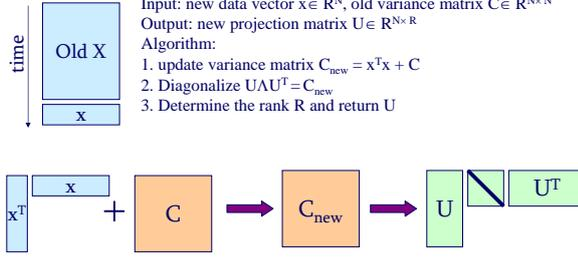 Input: new data vector x∈ R^N, old variance matrix C∈ R^N×N
Output: new projection matrix U∈ R^N×R
Algorithm:
1. update variance matrix C_new = x^Tx + C
2. Diagonalize UΛU^T = C_new
3. Determine the rank R and return U
time
Old X
x
x^T
x
+
C
C_new
U
U^T